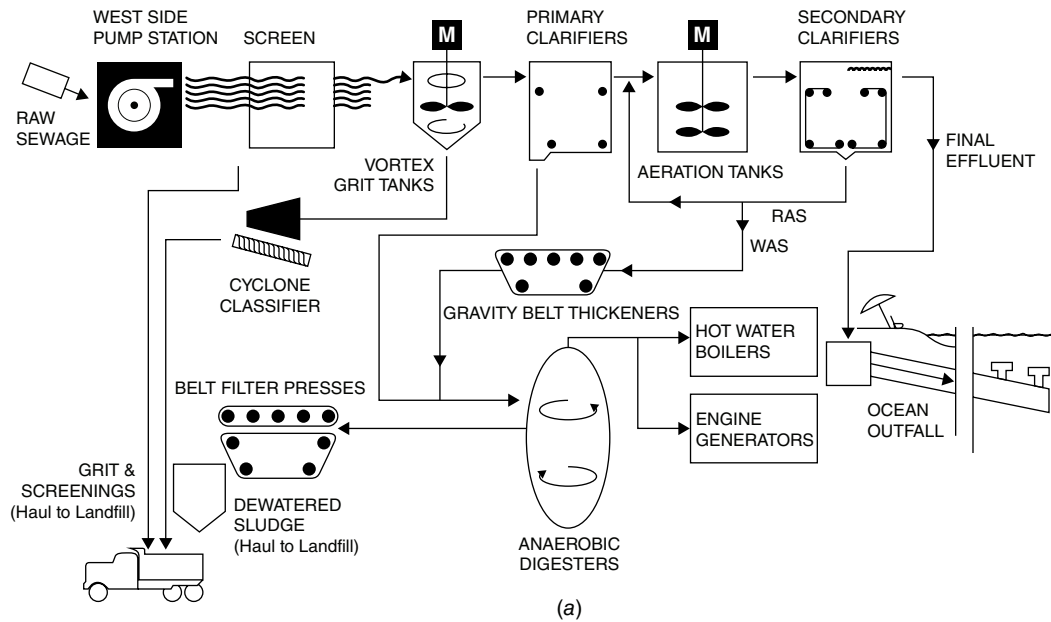 WEST SIDE
PUMP STATION
SCREEN
M
PRIMARY
CLARIFIERS
M
SECONDARY
CLARIFIERS
RAW
SEWAGE
VORTEX
GRIT TANKS
AERATION TANKS
FINAL
EFFLUENT
RAS
WAS
CYCLONE
CLASSIFIER
GRAVITY BELT THICKENERS
HOT WATER
BOILERS
BELT FILTER PRESSES
ENGINE
GENERATORS
OCEAN
OUTFALL
GRIT &
SCREENINGS
(Haul to Landfill)
DEWATERED
SLUDGE
(Haul to Landfill)
ANAEROBIC
DIGESTERS
(a)